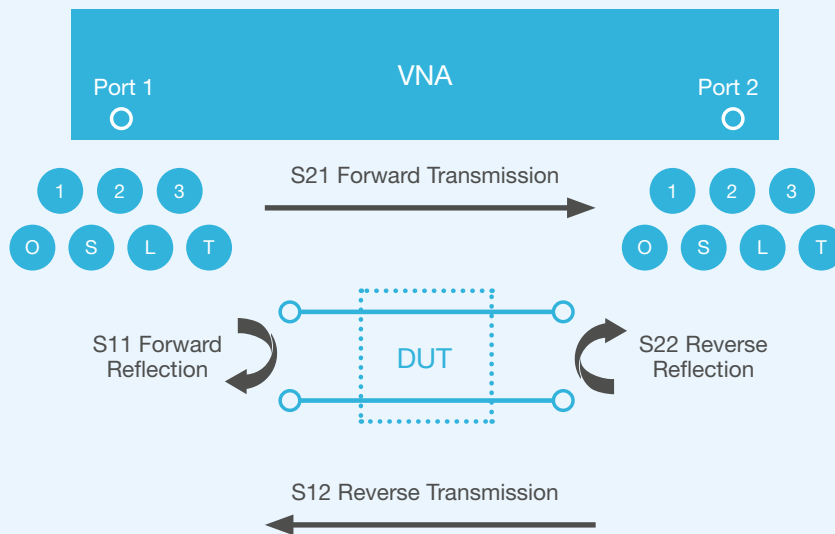 VNA
Port 1
Port 2
S21 Forward Transmission
1 2 3
1 2 3
O S L T
O S L T
S11 Forward
Reflection
DUT
S22 Reverse
Reflection
S12 Reverse Transmission